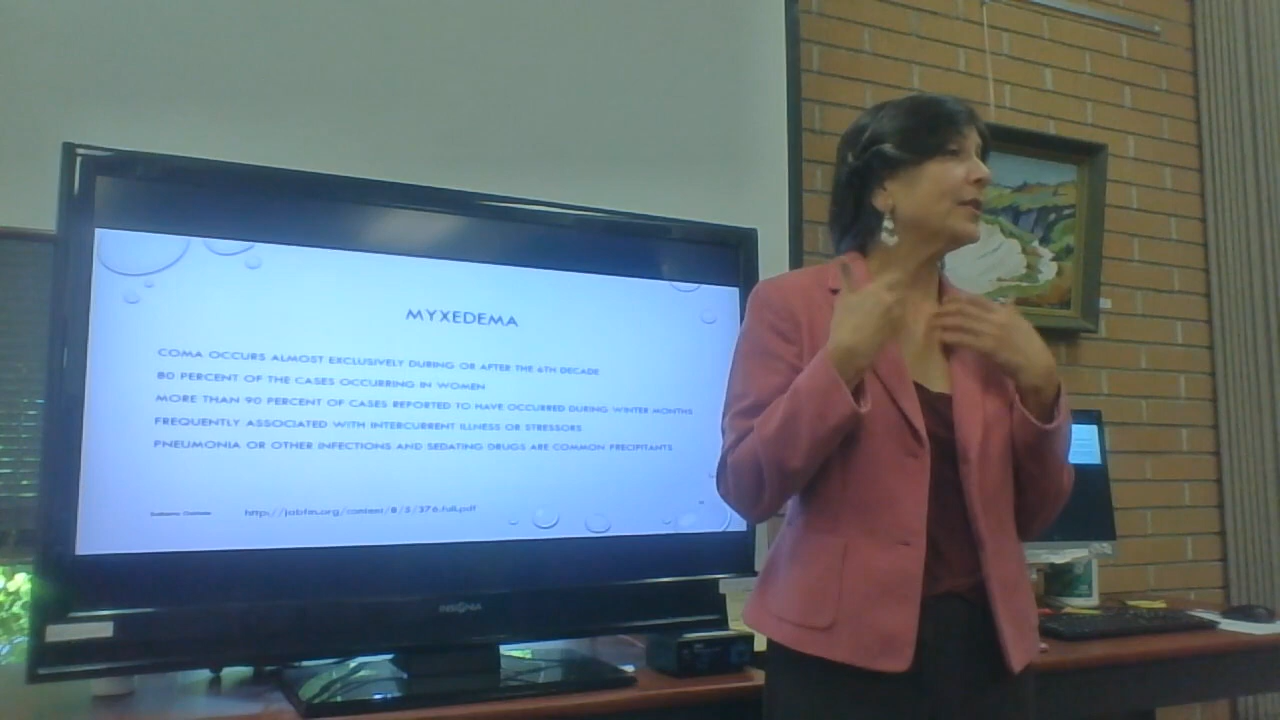 MYXEDEMA
COMA OCCURS ALMOST EXCLUSIVELY DURING OR AFTER THE 6TH DECADE
80 PERCENT OF THE CASES OCCURRING IN WOMEN
MORE THAN 90 PERCENT OF CASES REPORTED TO HAVE OCCURRED DURING WINTER MONTHS
FREQUENTLY ASSOCIATED WITH INTERCURRENT ILLNESS OR STRESSORS
PNEUMONIA OR OTHER INFECTIONS AND SEDATING DRUGS ARE COMMON PRECIPITANTS
http://jabfm.org/content/8/5/376.full.pdf
INSIGNIA